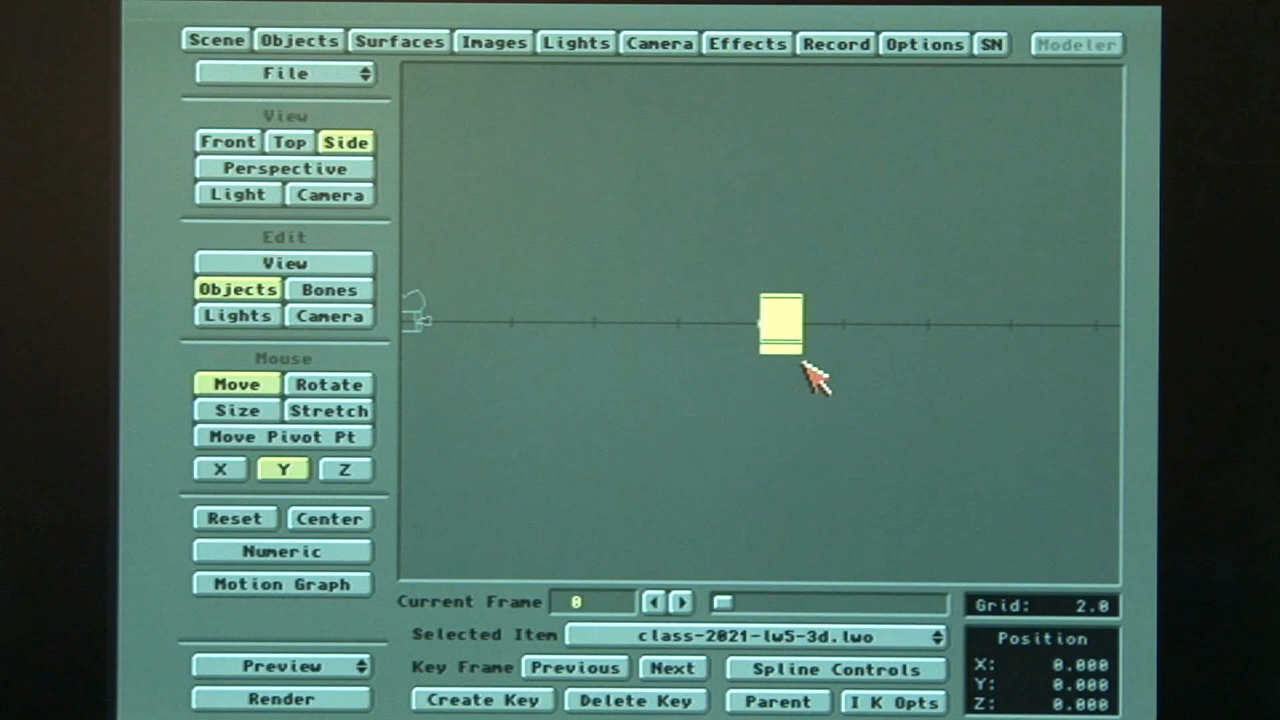 Scene Objects Surfaces Images Lights Camera Effects Record Options SN Modeler
File
View
Front Top Side
Perspective
Light Camera
Edit
View
Objects Bones
Lights Camera
Mouse
Move Rotate
Size Stretch
Move Pivot Pt
X Y Z
Reset Center
Numeric
Motion Graph
Preview
Render
Current Frame 0
Selected Item class-2021-lw5-3d.lwo
Key Frame Previous Next Spline Controls
Create Key Delete Key Parent I K Opts
Grid: 2.0
Position
X: 0.000
Y: 0.000
Z: 0.000